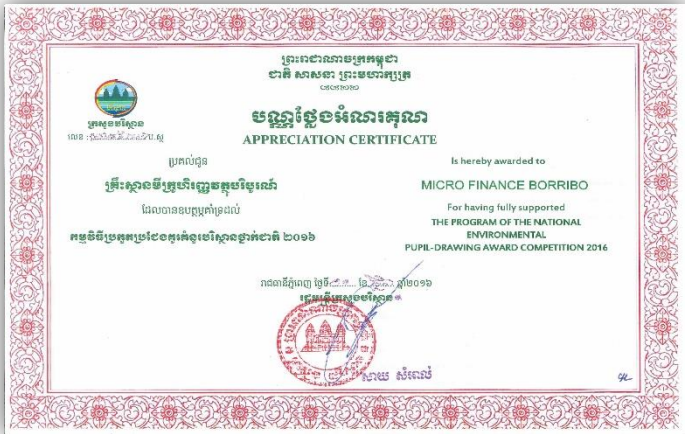 ព្រះរាជាណាចក្រកម្ពុជា
ជាតិ សាសនា ព្រះមហាក្សត្រ
ក្រសួងបរិស្ថាន
លេខ : ប.ស្ថ
បណ្ណថ្លែងអំណរគុណ
APPRECIATION CERTIFICATE
ប្រគល់ជូន
គ្រឹះស្ថានមីក្រូហិរញ្ញវត្ថុបរិបូរណ៍
ដែលបានឧបត្ថម្ភគាំទ្រដល់
កម្មវិធីប្រកួតប្រជែងគូរគំនូរបរិស្ថានថ្នាក់ជាតិ ២០១៦
Is hereby awarded to
MICRO FINANCE BORRIBO
For having fully supported
THE PROGRAM OF THE NATIONAL
ENVIRONMENTAL
PUPIL-DRAWING AWARD COMPETITION 2016
រាជធានីភ្នំពេញ ថ្ងៃទី ខែ ឆ្នាំ២០១៦
រដ្ឋមន្ត្រីក្រសួងបរិស្ថាន
សាយ សំអាល់